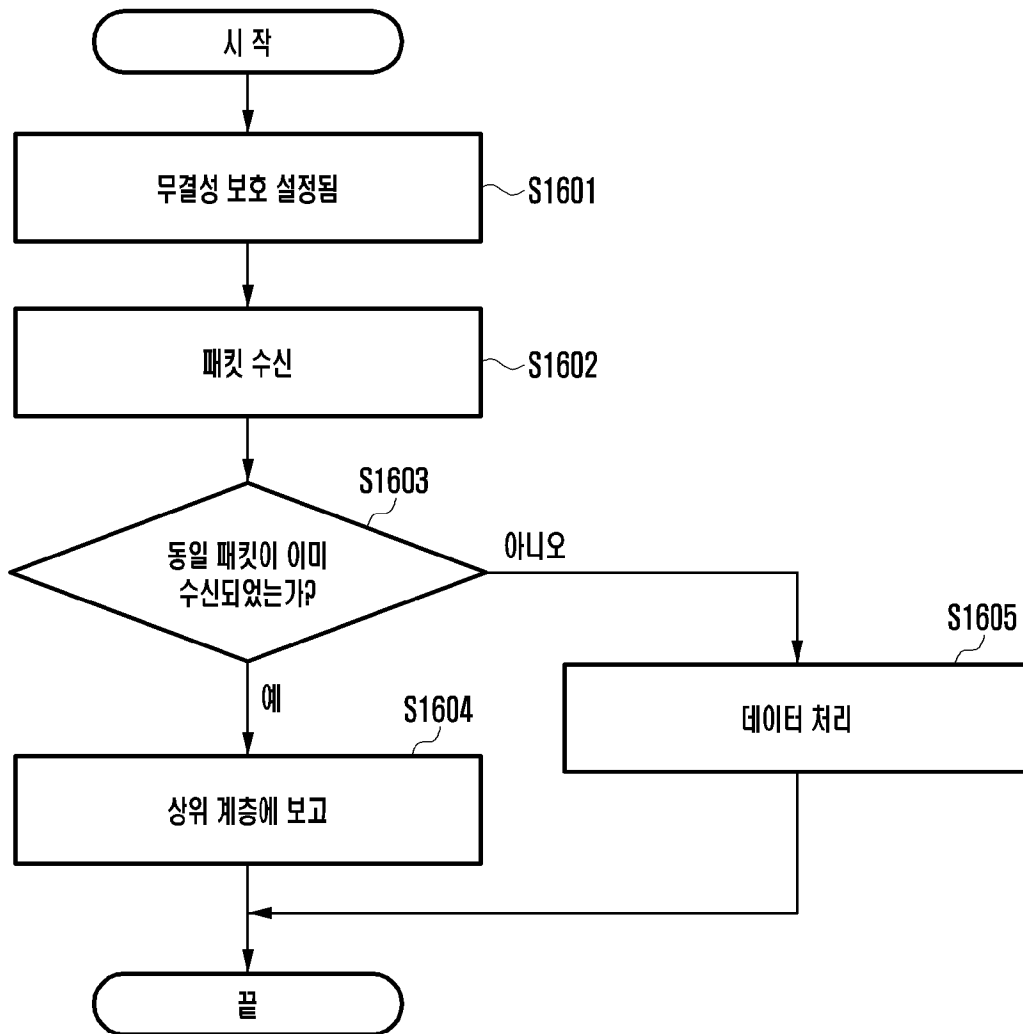 시 작
무결성 보호 설정됨
S1601
패킷 수신
S1602
S1603
동일 패킷이 이미
수신되었는가?
아니오
S1605
데이터 처리
예
S1604
상위 계층에 보고
끝